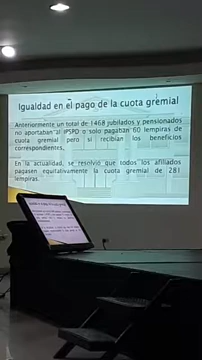 Igualdad en el pago de la cuota gremial
Anteriormente un total de 1468 jubilados y pensionados
no aportaban al IPSPD o solo pagaban 60 lempiras de
cuota gremial pero si recibían los beneficios
correspondientes.
En la actualidad, se resolvió que todos los afiliados
pagasen equitativamente la cuota gremial de 281
lempiras.